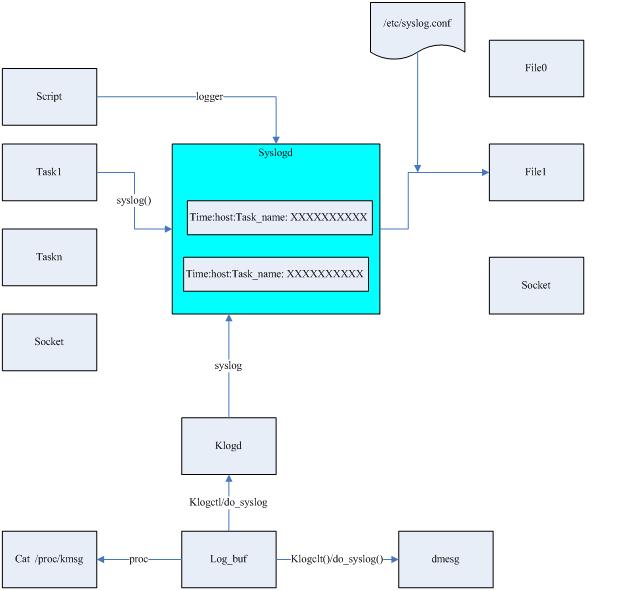 /etc/syslog.conf
File0
Script
logger
Syslogd
Task1
File1
syslog()
Time:host:Task_name: XXXXXXXXXX
Taskn
Time:host:Task_name: XXXXXXXXXX
Socket
Socket
syslog
Klogd
Klogctl/do_syslog
Cat /proc/kmsg
proc
Log_buf
Klogclt()/do_syslog()
dmesg